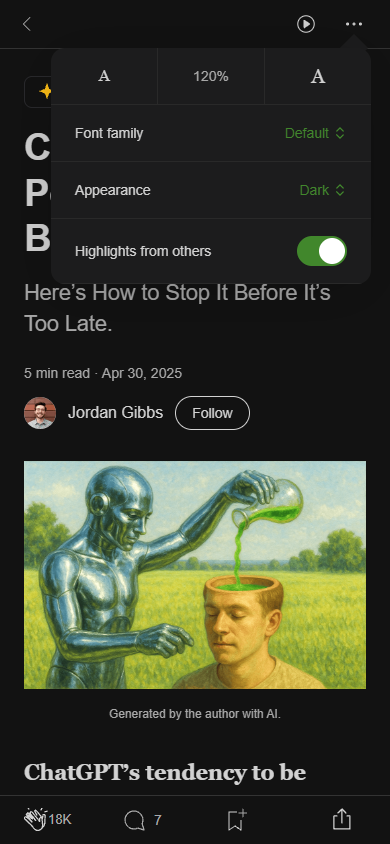 A 120% A
Font family Default
Appearance Dark
Highlights from others
C
P
B
Here’s How to Stop It Before It’s
Too Late.
5 min read · Apr 30, 2025
Jordan Gibbs Follow
Generated by the author with AI.
ChatGPT’s tendency to be
18K 7